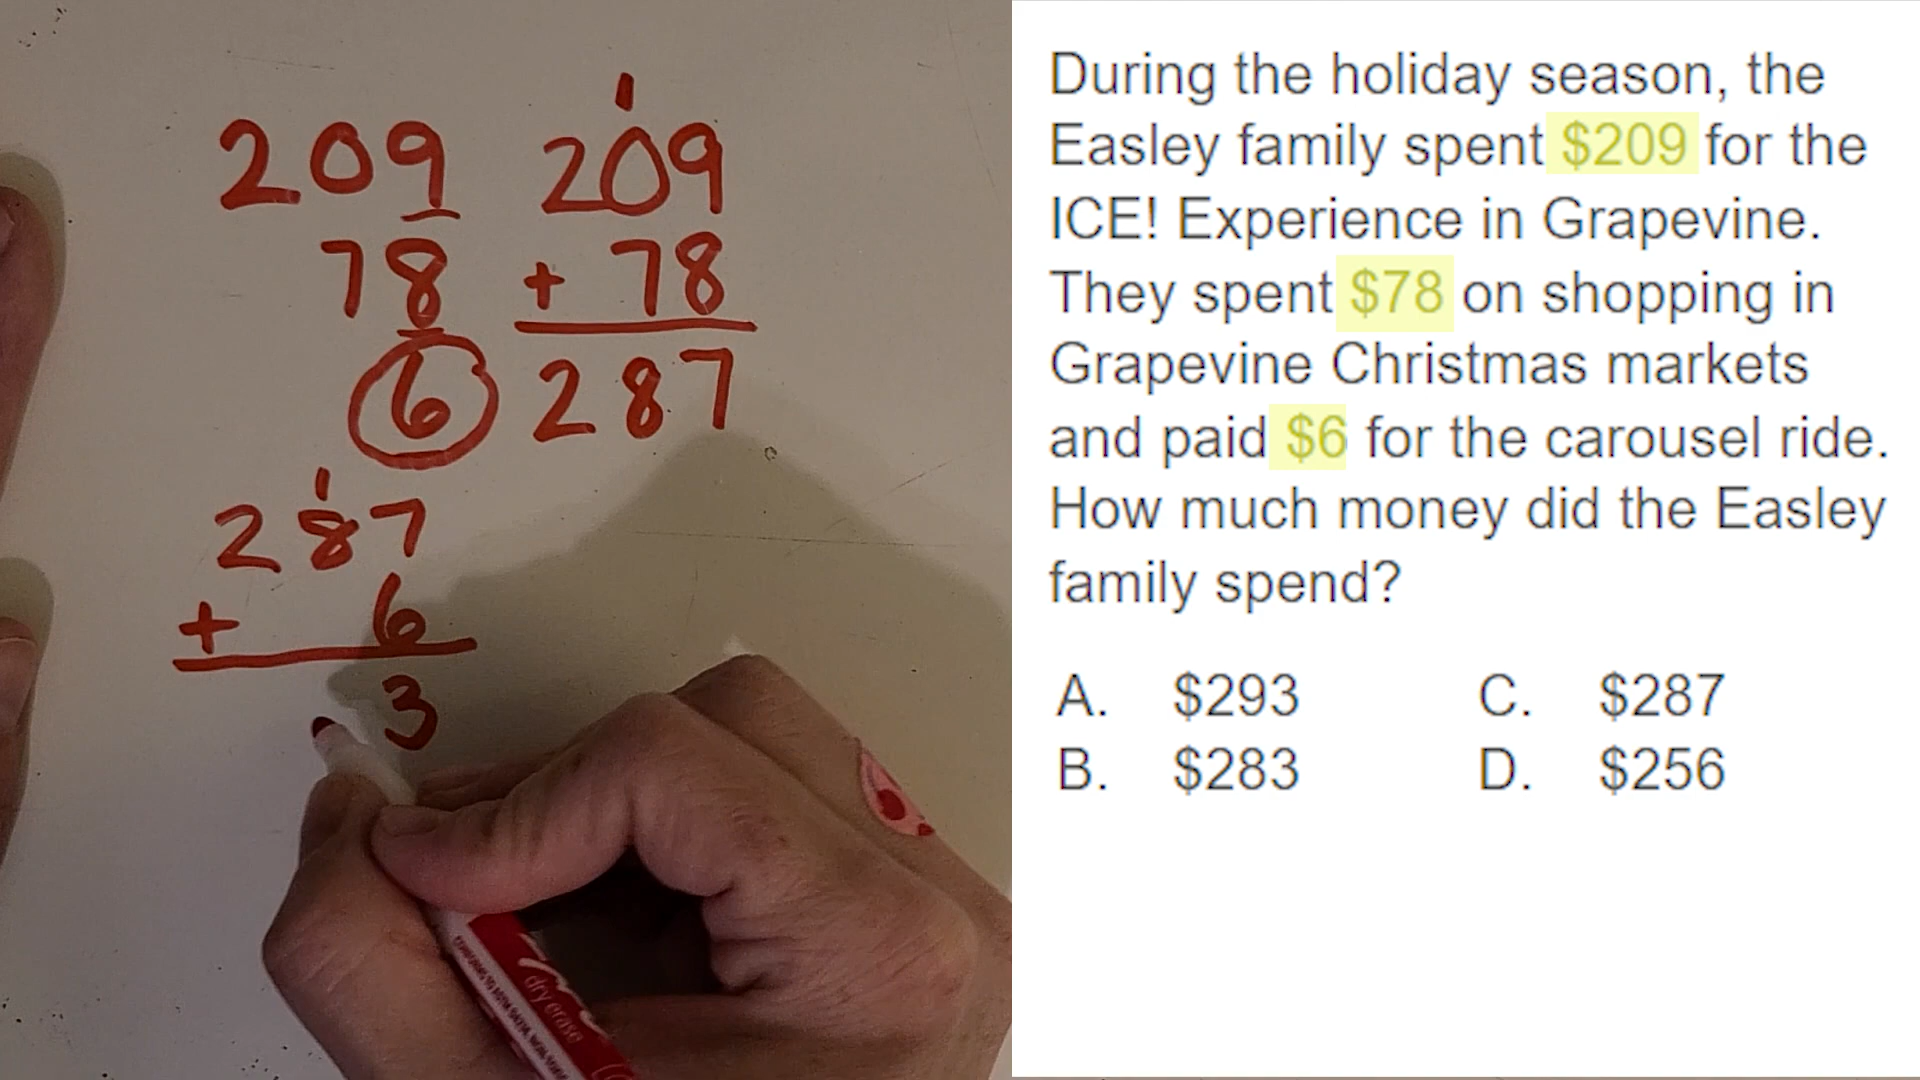 1
209 209
78 + 78
6 287
1
287
+ 6
3
dry erase
During the holiday season, the
Easley family spent $209 for the
ICE! Experience in Grapevine.
They spent $78 on shopping in
Grapevine Christmas markets
and paid $6 for the carousel ride.
How much money did the Easley
family spend?
A. $293 C. $287
B. $283 D. $256